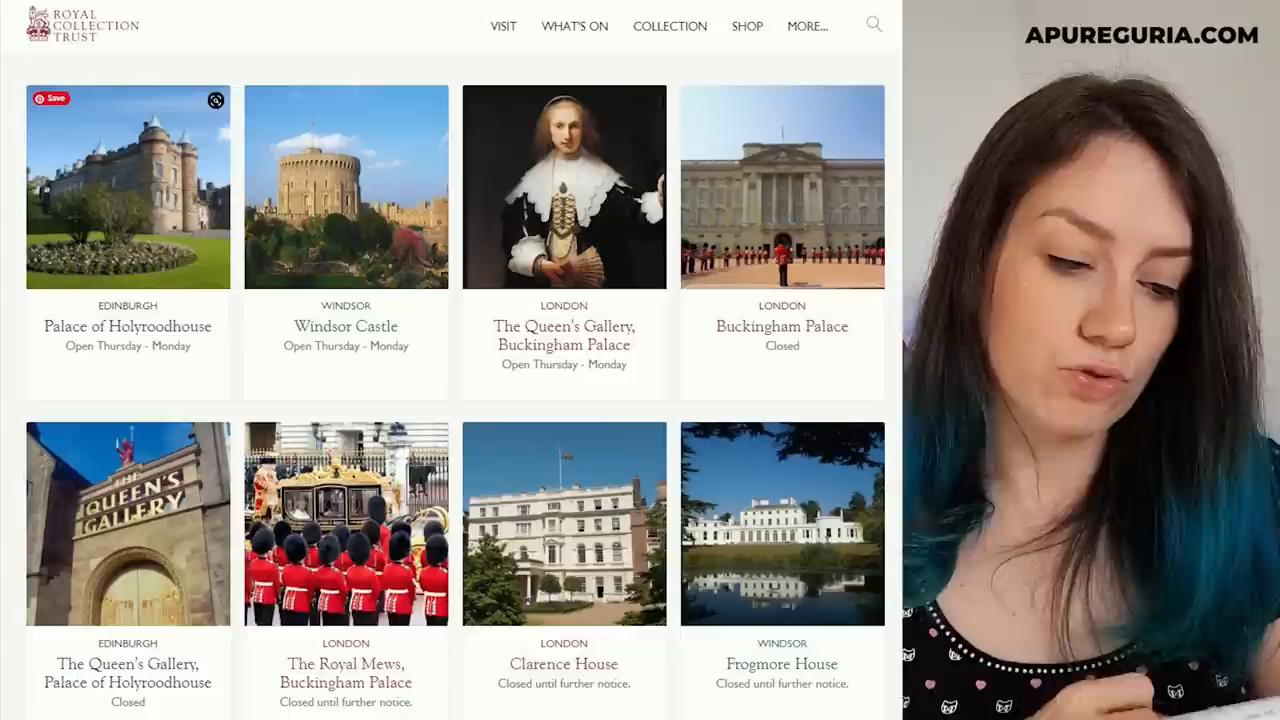 ROYAL
COLLECTION
TRUST
VISIT
WHAT'S ON
COLLECTION
SHOP
MORE...
APUREGURIA.COM
Save
EDINBURGH
Palace of Holyroodhouse
Open Thursday - Monday
WINDSOR
Windsor Castle
Open Thursday - Monday
LONDON
The Queen's Gallery,
Buckingham Palace
Open Thursday - Monday
LONDON
Buckingham Palace
Closed
THE
QUEEN'S
GALLERY
EDINBURGH
The Queen's Gallery,
Palace of Holyroodhouse
Closed
LONDON
The Royal Mews,
Buckingham Palace
Closed until further notice.
LONDON
Clarence House
Closed until further notice.
WINDSOR
Frogmore House
Closed until further notice.